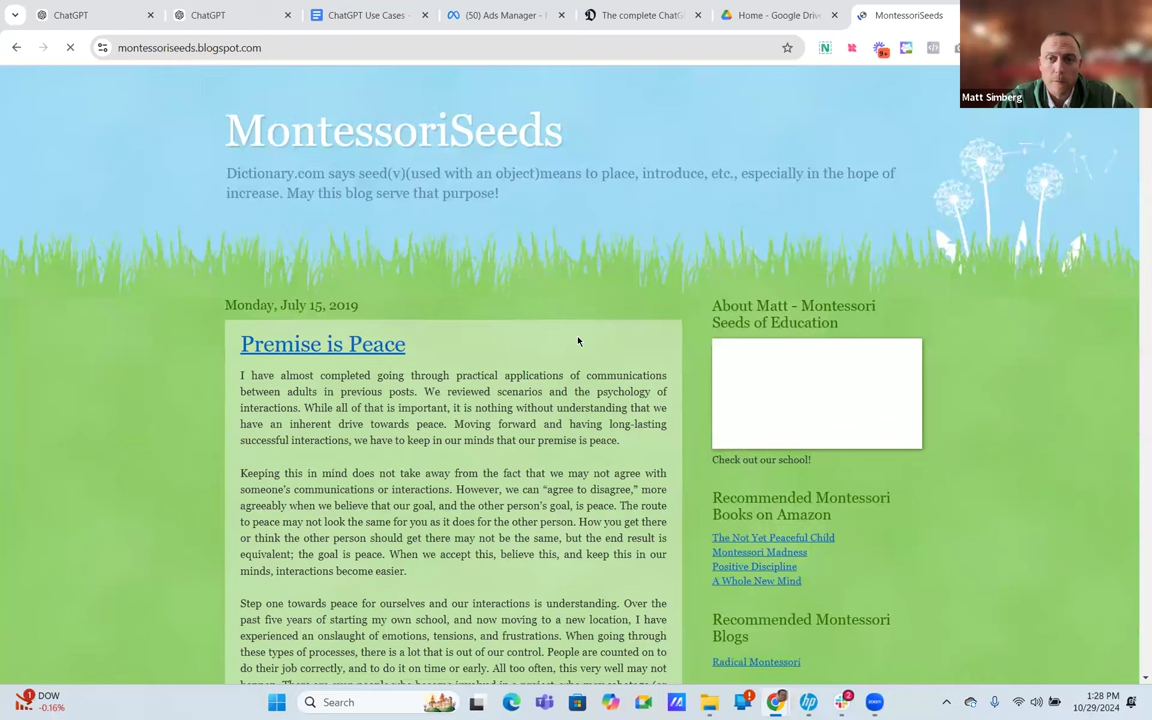 ChatGPT
ChatGPT
ChatGPT Use Cases -
(50) Ads Manager -
The complete ChatG
Home - Google Driv
MontessoriSeeds
montessoriseeds.blogspot.com
9+
Matt Simberg
MontessoriSeeds
Dictionary.com says seed(v)(used with an object)means to place, introduce, etc., especially in the hope of
increase. May this blog serve that purpose!
Monday, July 15, 2019
Premise is Peace
I have almost completed going through practical applications of communications
between adults in previous posts. We reviewed scenarios and the psychology of
interactions. While all of that is important, it is nothing without understanding that we
have an inherent drive towards peace. Moving forward and having long-lasting
successful interactions, we have to keep in our minds that our premise is peace.
Keeping this in mind does not take away from the fact that we may not agree with
someone's communications or interactions. However, we can "agree to disagree," more
agreeably when we believe that our goal, and the other person's goal, is peace. The route
to peace may not look the same for you as it does for the other person. How you get there
or think the other person should get there may not be the same, but the end result is
equivalent; the goal is peace. When we accept this, believe this, and keep this in our
minds, interactions become easier.
Step one towards peace for ourselves and our interactions is understanding. Over the
past five years of starting my own school, and now moving to a new location, I have
experienced an onslaught of emotions, tensions, and frustrations. When going through
these types of processes, there is a lot that is out of our control. People are counted on to
do their job correctly, and to do it on time or early. All too often, this very well may not
About Matt - Montessori
Seeds of Education
Check out our school!
Recommended Montessori
Books on Amazon
The Not Yet Peaceful Child
Montessori Madness
Positive Discipline
A Whole New Mind
Recommended Montessori
Blogs
Radical Montessori
1
DOW
-0.16%
Search
2
zoom
1:28 PM
10/29/2024